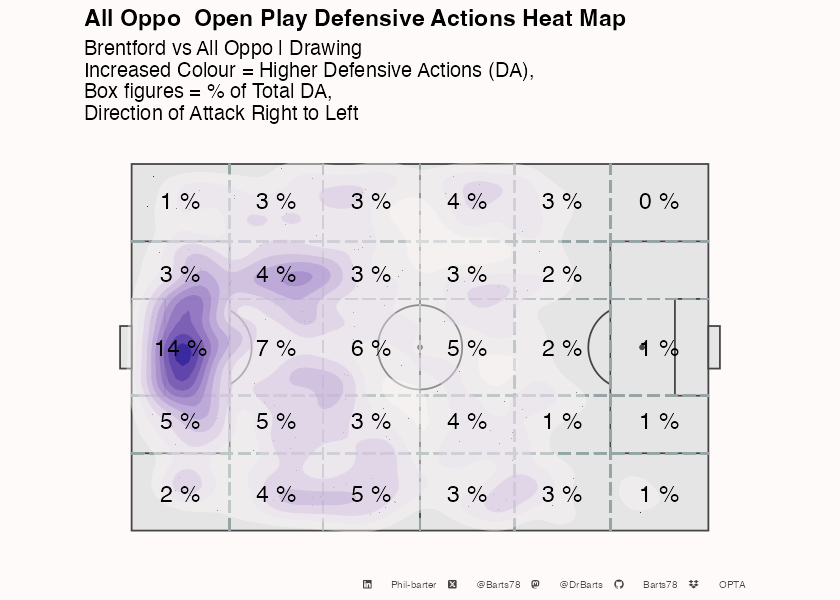 All Oppo  Open Play Defensive Actions Heat Map
Brentford vs All Oppo | Drawing
Increased Colour = Higher Defensive Actions (DA),
Box figures = % of Total DA,
Direction of Attack Right to Left
1 % 3 % 3 % 4 % 3 % 0 %
3 % 4 % 3 % 3 % 2 %
14 % 7 % 6 % 5 % 2 % 1 %
5 % 5 % 3 % 4 % 1 % 1 %
2 % 4 % 5 % 3 % 3 % 1 %
Phil-barter @Barts78 @DrBarts Barts78 OPTA